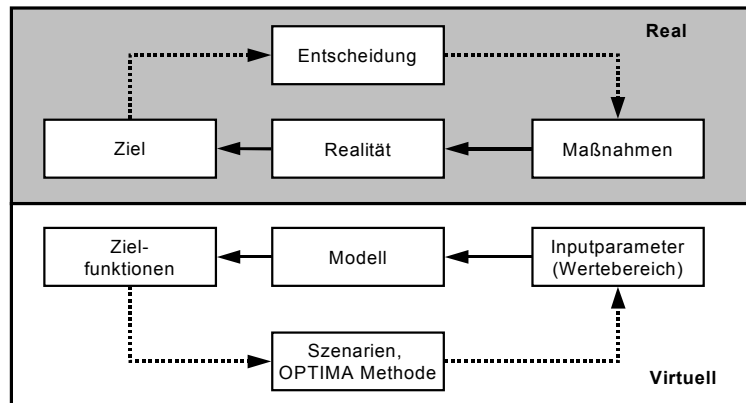 Real
Entscheidung
Ziel
Realität
Maßnahmen
Ziel-
funktionen
Modell
Inputparameter
(Wertebereich)
Szenarien,
OPTIMA Methode
Virtuell